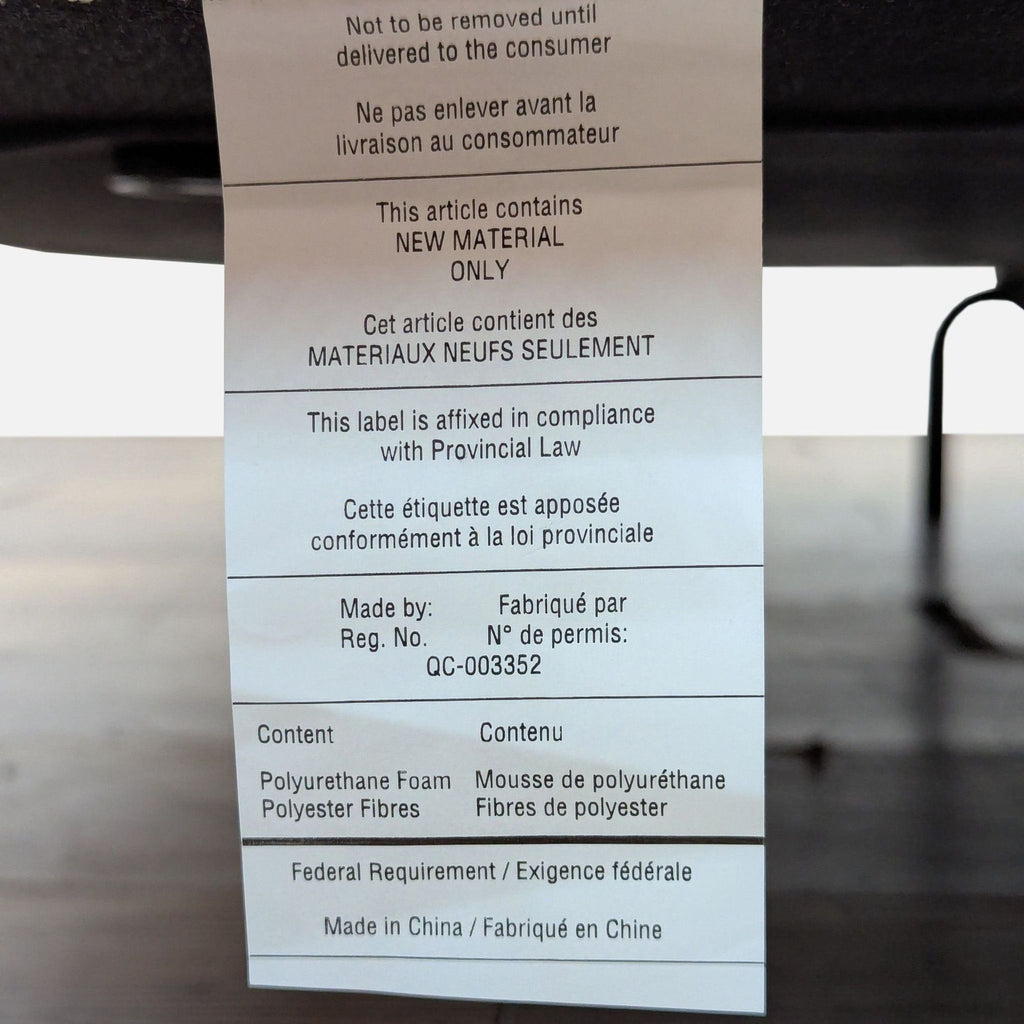 Not to be removed until
delivered to the consumer
Ne pas enlever avant la
livraison au consommateur
This article contains
NEW MATERIAL
ONLY
Cet article contient des
MATERIAUX NEUFS SEULEMENT
This label is affixed in compliance
with Provincial Law
Cette étiquette est apposée
conformément à la loi provinciale
Made by: Fabriqué par
Reg. No. N° de permis:
QC-003352
Content Contenu
Polyurethane Foam Mousse de polyuréthane
Polyester Fibres Fibres de polyester
Federal Requirement / Exigence fédérale
Made in China / Fabriqué en Chine